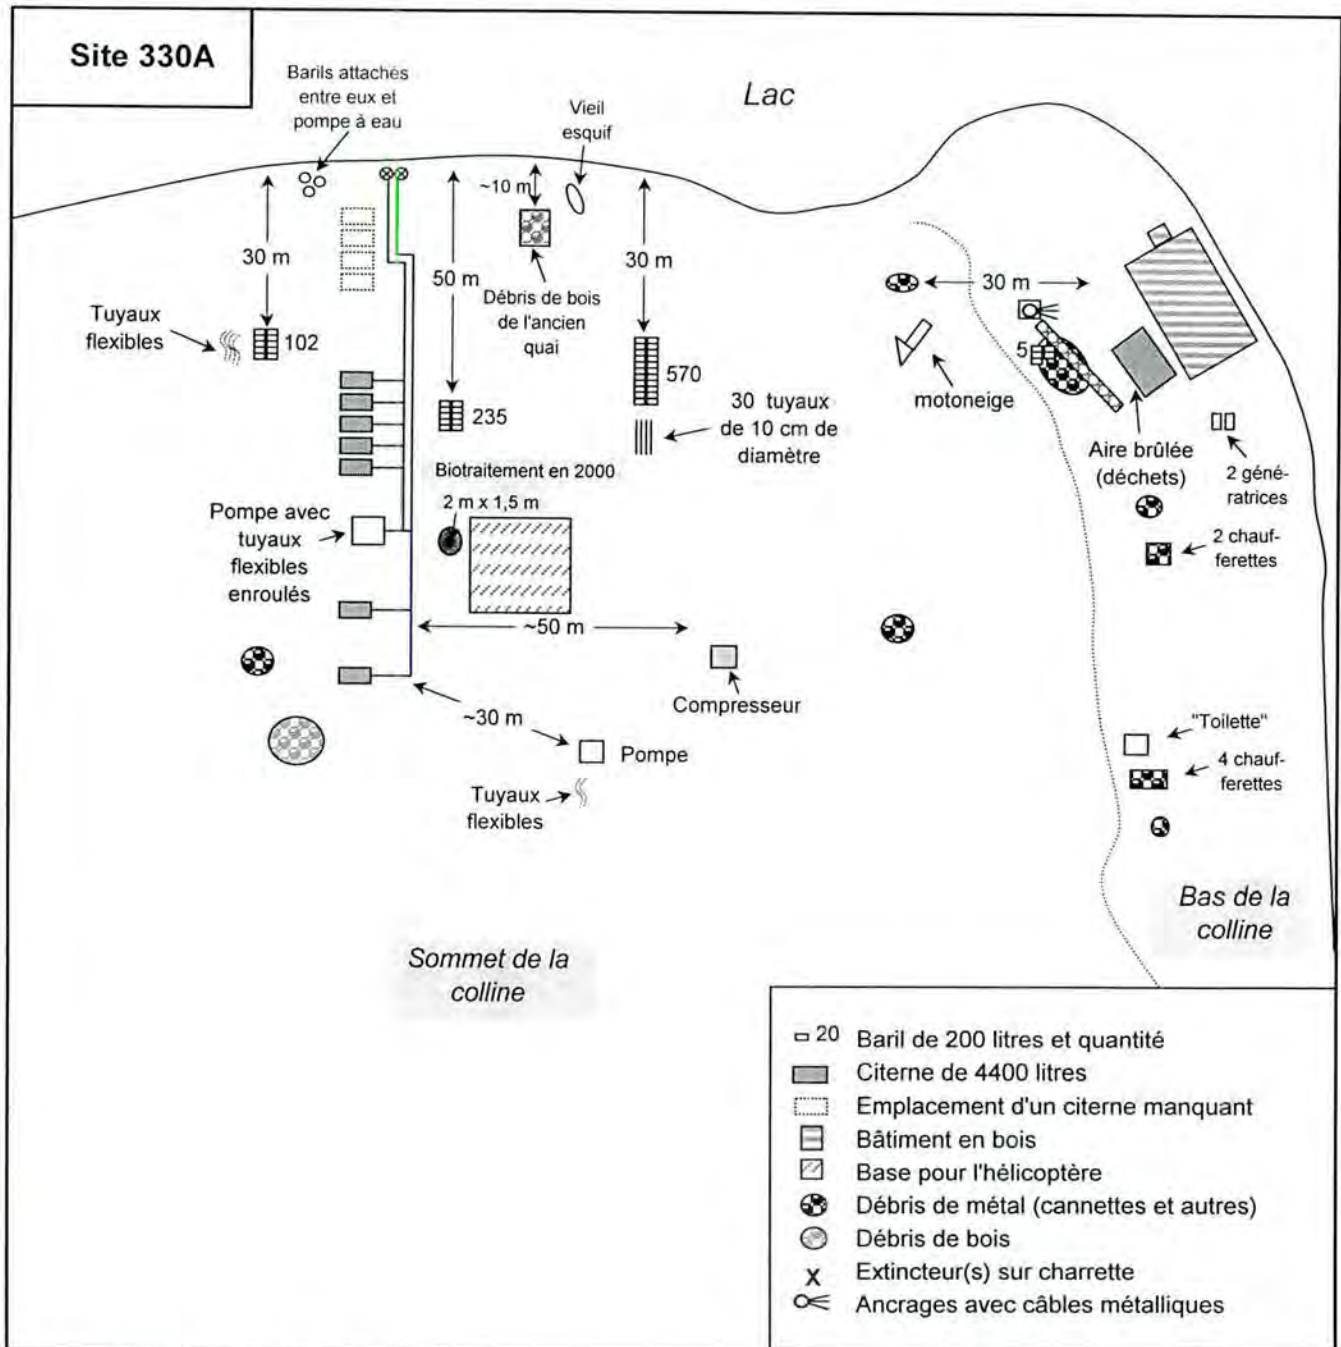 Site 330A
Barils attachés
entre eux et
pompe à eau
Lac
Vieil
esquif
~10 m
30 m
50 m
30 m
30 m
Débris de bois
de l'ancien
quai
Tuyaux
flexibles
102
570
5
motoneige
235
30 tuyaux
de 10 cm de
diamètre
Aire brûlée
(déchets)
2 géné-
ratrices
Biotraitement en 2000
2 m x 1,5 m
Pompe avec
tuyaux
flexibles
enroulés
2 chauf-
ferettes
~50 m
Compresseur
~30 m
Pompe
"Toilette"
4 chauf-
ferettes
Tuyaux
flexibles
Bas de la
colline
Sommet de la
colline
20 Baril de 200 litres et quantité
Citerne de 4400 litres
Emplacement d'un citerne manquant
Bâtiment en bois
Base pour l'hélicoptère
Débris de métal (cannettes et autres)
Débris de bois
X Extincteur(s) sur charrette
Ancrages avec câbles métalliques